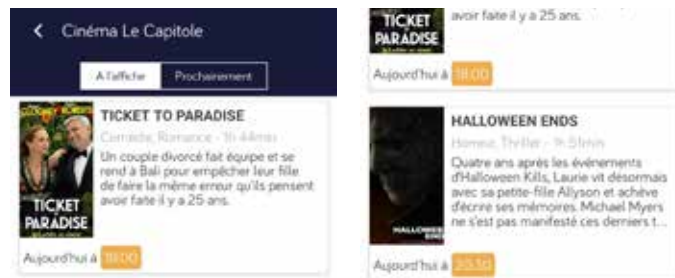 Cinéma Le Capitole
A l'affiche Prochainement
TICKET TO PARADISE
Comédie, Romance - 1h 44min
Un couple divorcé fait équipe et se
rend à Bali pour empêcher leur fille
de faire la même erreur qu'ils pensent
avoir faite il y a 25 ans.
TICKET
PARADISE
Aujourd'hui à 18:00
TICKET
PARADISE
avoir faite il y a 25 ans.
Aujourd'hui à 18:00
HALLOWEEN ENDS
Horreur, Thriller - 1h 51min
Quatre ans après les événements
d'Halloween Kills, Laurie vit désormais
avec sa petite-fille Allyson et achève
d'écrire ses mémoires. Michael Myers
ne s'est pas manifesté ces derniers t...
HALLOWEEN
ENDS
Aujourd'hui à 20:30